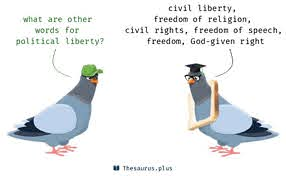 what are other
words for
political liberty?
civil liberty,
freedom of religion,
civil rights, freedom of speech,
freedom, God-given right
Thesaurus.plus